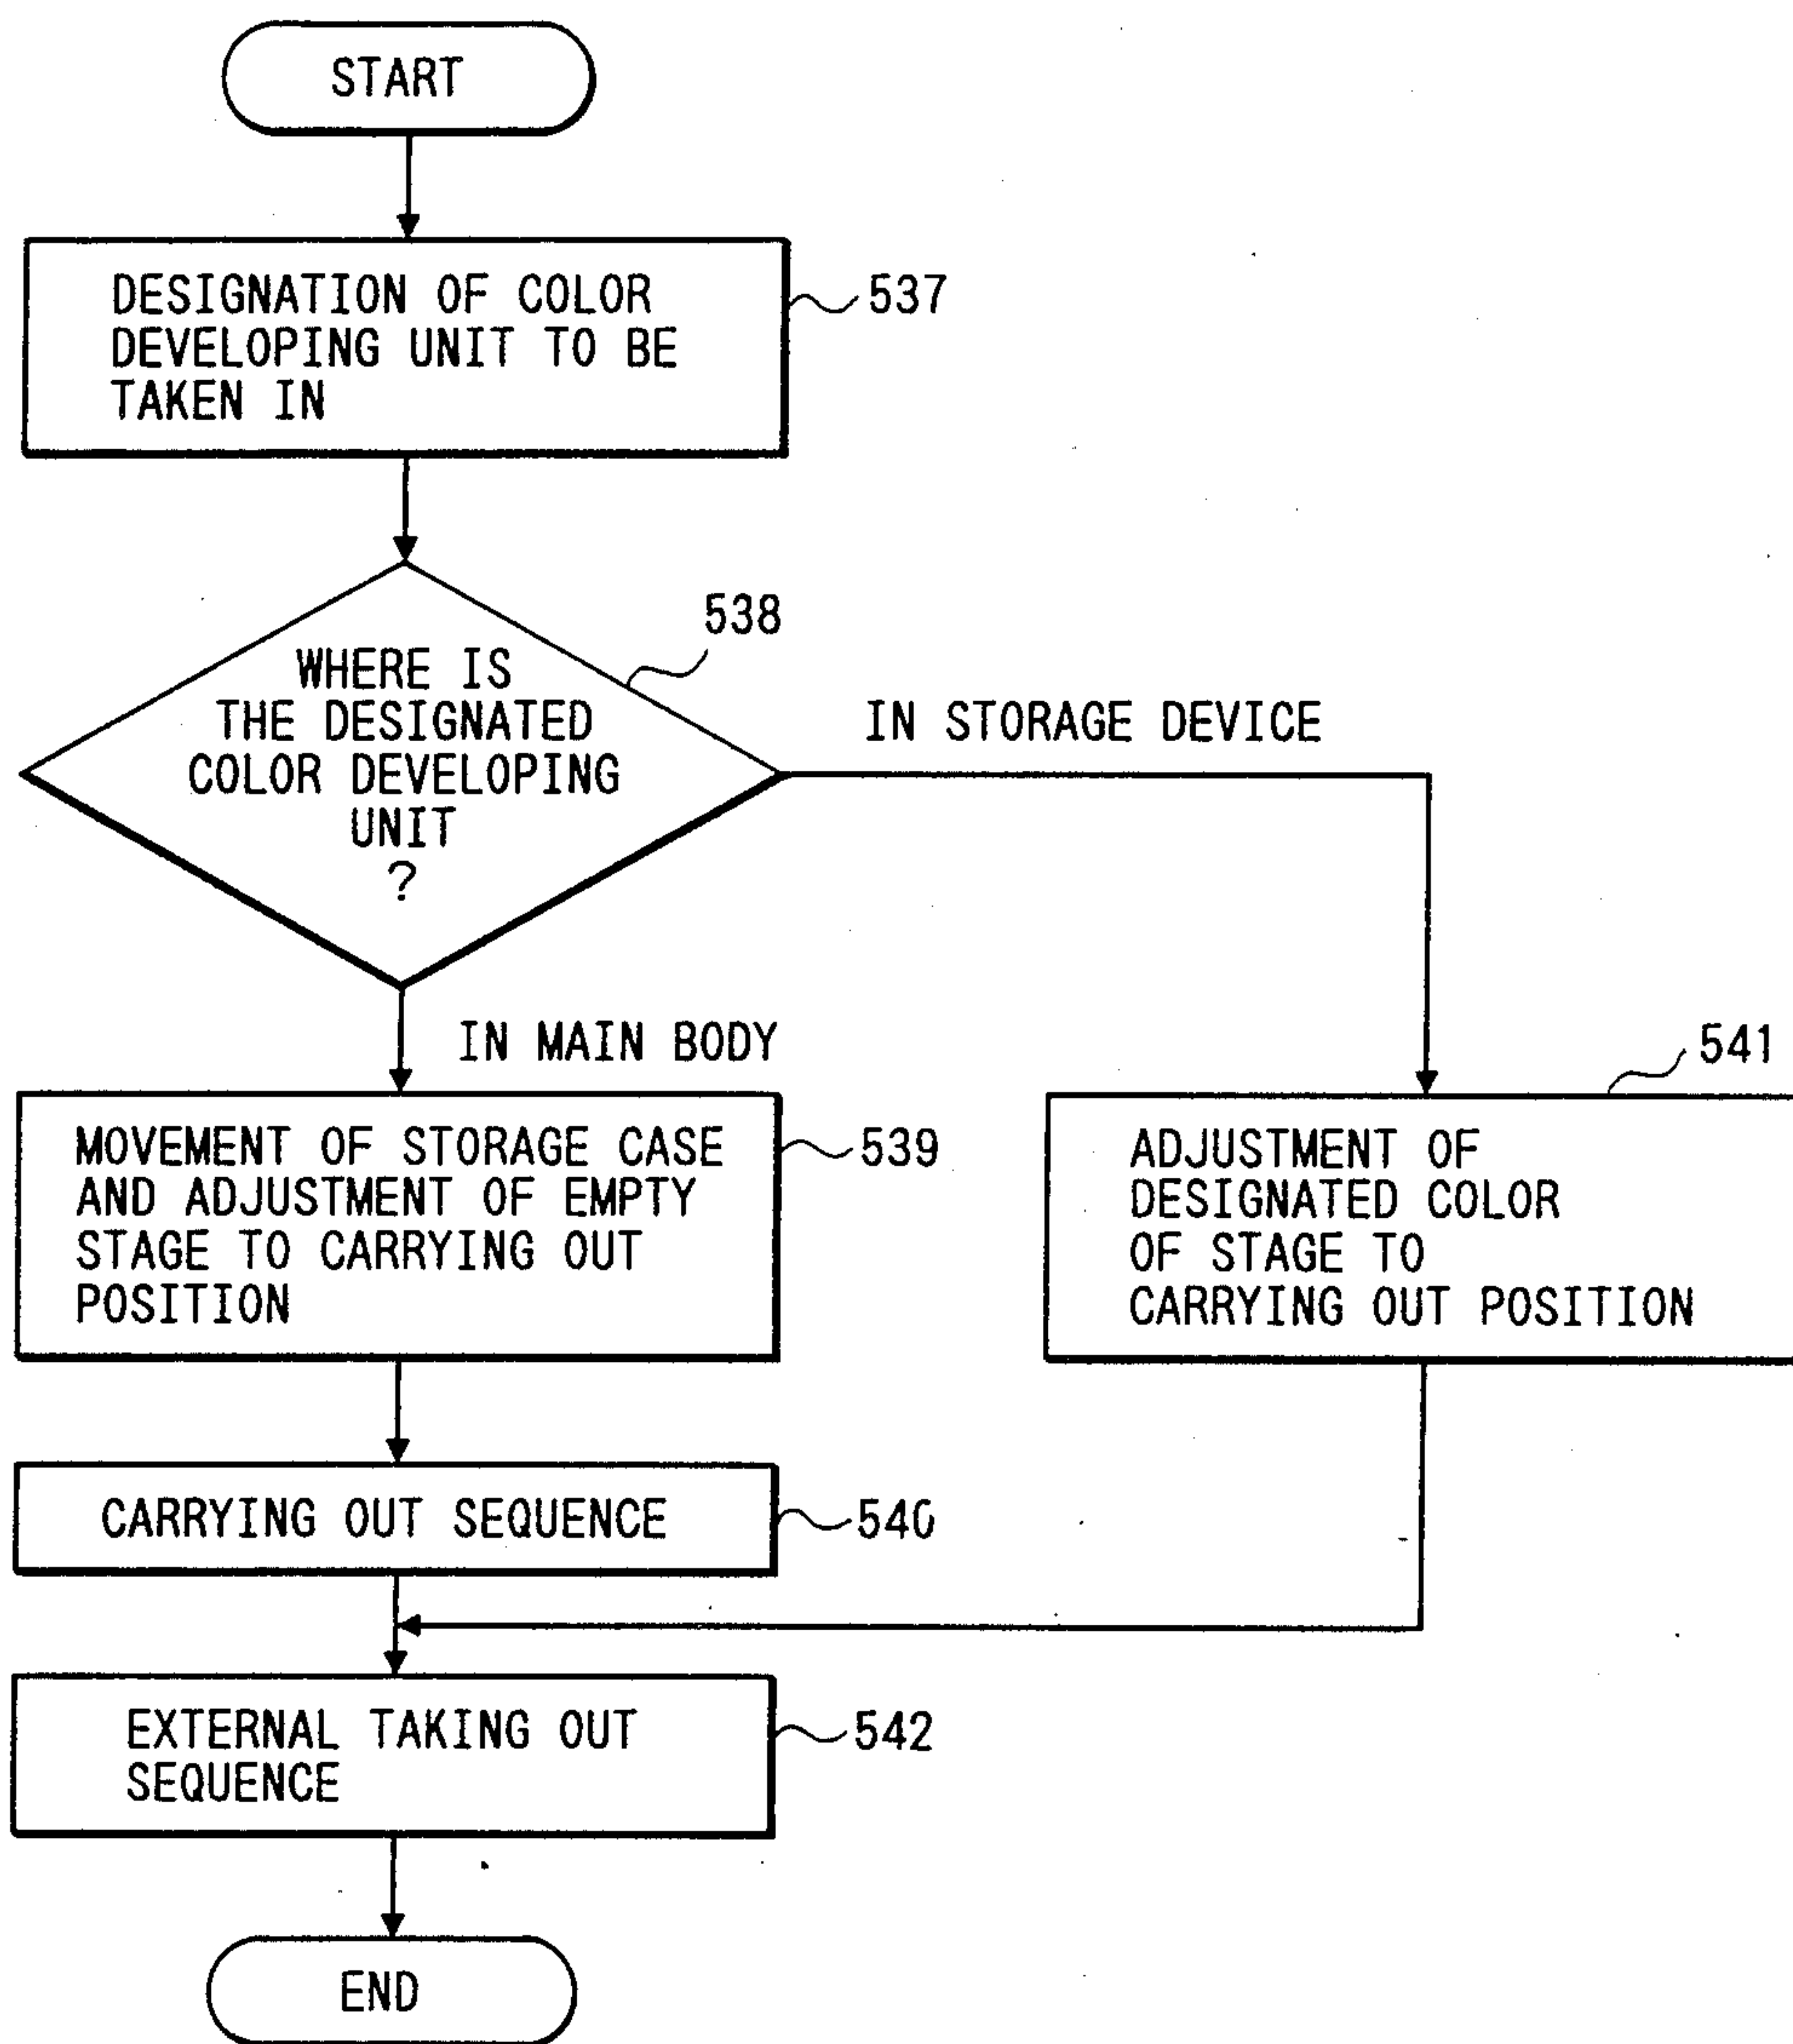 START
DESIGNATION OF COLOR
DEVELOPING UNIT TO BE
TAKEN IN
537
538
WHERE IS
THE DESIGNATED
COLOR DEVELOPING
UNIT
?
IN STORAGE DEVICE
IN MAIN BODY
MOVEMENT OF STORAGE CASE
AND ADJUSTMENT OF EMPTY
STAGE TO CARRYING OUT
POSITION
539
541
ADJUSTMENT OF
DESIGNATED COLOR
OF STAGE TO
CARRYING OUT POSITION
CARRYING OUT SEQUENCE
540
EXTERNAL TAKING OUT
SEQUENCE
542
END